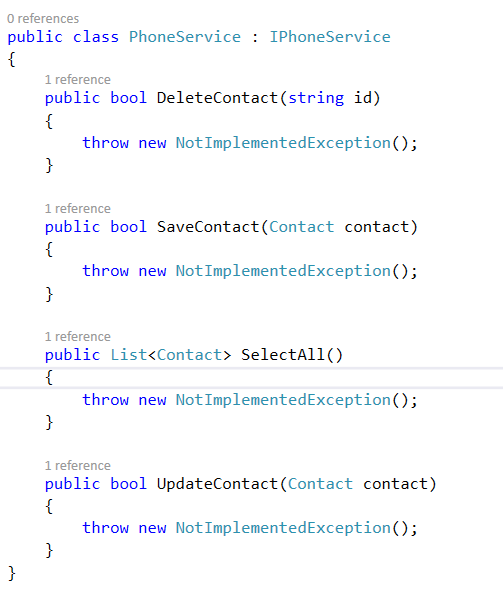 0 references
public class PhoneService : IPhoneService
{
1 reference
public bool DeleteContact(string id)
{
throw new NotImplementedException();
}
1 reference
public bool SaveContact(Contact contact)
{
throw new NotImplementedException();
}
1 reference
public List<Contact> SelectAll()
{
throw new NotImplementedException();
}
1 reference
public bool UpdateContact(Contact contact)
{
throw new NotImplementedException();
}
}